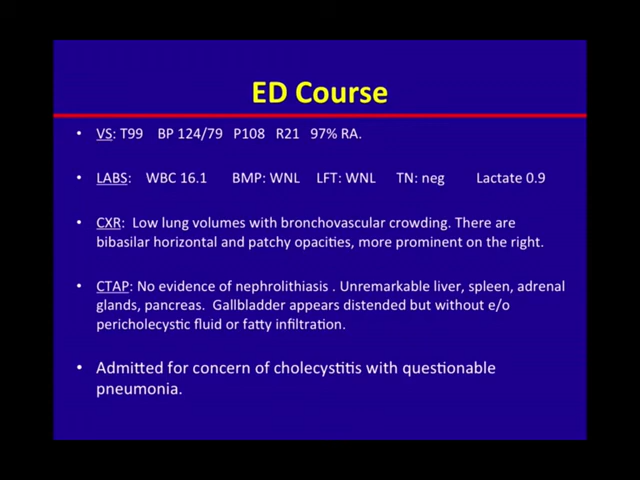 ED Course
• VS: T99 BP 124/79 P108 R21 97% RA.
• LABS: WBC 16.1 BMP: WNL LFT: WNL TN: neg Lactate 0.9
• CXR: Low lung volumes with bronchovascular crowding. There are
bibasilar horizontal and patchy opacities, more prominent on the right.
• CTAP: No evidence of nephrolithiasis . Unremarkable liver, spleen, adrenal
glands, pancreas. Gallbladder appears distended but without e/o
pericholecystic fluid or fatty infiltration.
• Admitted for concern of cholecystitis with questionable
pneumonia.